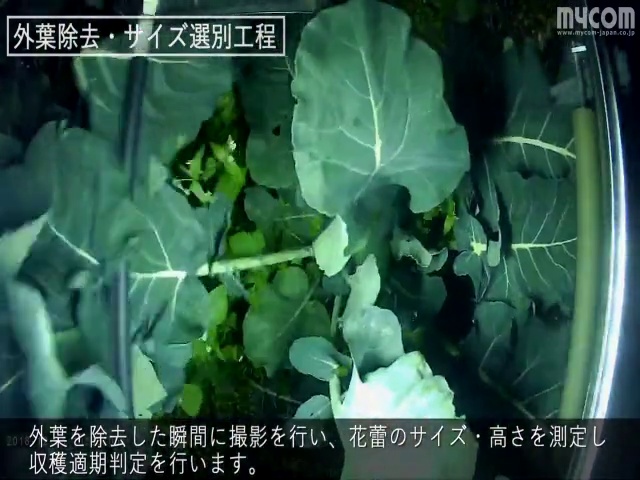 外葉除去・サイズ選別工程
mycom
www.mycom-japan.co.jp
外葉を除去した瞬間に撮影を行い、花蕾のサイズ・高さを測定し
収穫適期判定を行います。